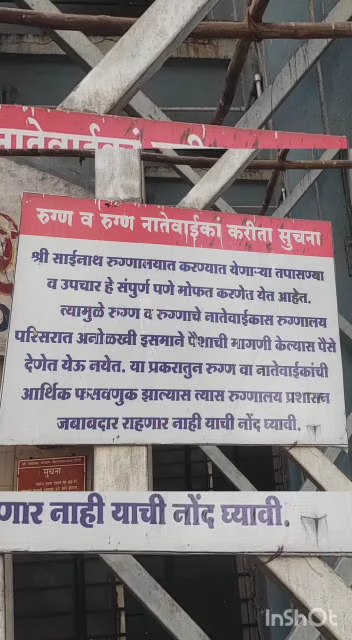 नातेवाईकां
रुग्ण व रुग्ण नातेवाईकां करीता सुचना
श्री साईनाथ रुग्णालयात करण्यात येणाऱ्या तपासण्या
व उपचार हे संपुर्ण पणे मोफत करणेत येत आहेत.
त्यामुळे रुग्ण व रुग्णाचे नातेवाईकास रुग्णालय
परिसरात अनोळखी इसमाने पैशाची मागणी केल्यास पैसे
देणेत येऊ नयेत. या प्रकरातुन रुग्ण वा नातेवाईकांची
आर्थिक फसवणुक झाल्यास त्यास रुग्णालय प्रशासन
जबाबदार राहणार नाही याची नोंद घ्यावी.
सुचना
णार नाही याची नोंद घ्यावी.
InShOt